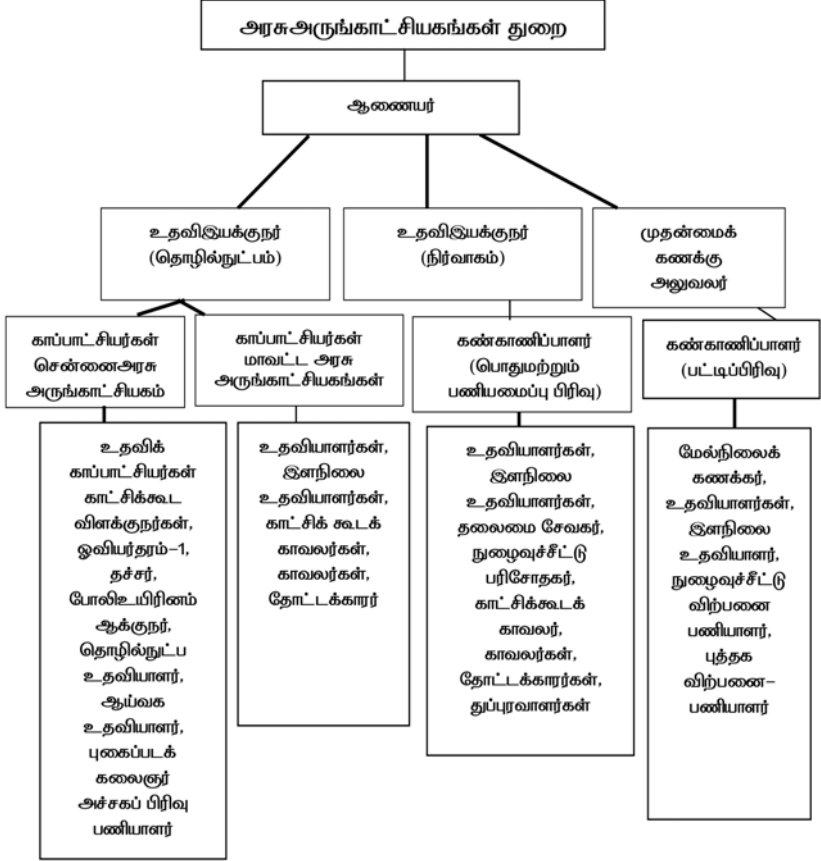 அரசுஅருங்காட்சியகங்கள் துறை
ஆணையர்
உதவிஇயக்குநர்
(தொழில்நுட்பம்)
உதவிஇயக்குநர்
(நிர்வாகம்)
முதன்மைக்
கணக்கு
அலுவலர்
காப்பாட்சியர்கள்
சென்னைஅரசு
அருங்காட்சியகம்
காப்பாட்சியர்கள்
மாவட்ட அரசு
அருங்காட்சியகங்கள்
கண்காணிப்பாளர்
(பொதுமற்றும்
பணியமைப்பு பிரிவு)
கண்காணிப்பாளர்
(பட்டிப்பிரிவு)
உதவிக்
காப்பாட்சியர்கள்
காட்சிக்கூட
விளக்குநர்கள்,
ஓவியர்தரம்–1,
தச்சர்,
போலிஉயிரினம்
ஆக்குநர்,
தொழில்நுட்ப
உதவியாளர்,
ஆய்வக
உதவியாளர்,
புகைப்படக்
கலைஞர்
அச்சகப் பிரிவு
பணியாளர்
உதவியாளர்கள்,
இளநிலை
உதவியாளர்கள்,
காட்சிக் கூடக்
காவலர்கள்,
காவலர்கள்,
தோட்டக்காரர்
உதவியாளர்கள்,
இளநிலை
உதவியாளர்கள்,
தலைமை சேவகர்,
நுழைவுச்சீட்டு
பரிசோதகர்,
காட்சிக்கூடக்
காவலர்,
காவலர்கள்,
தோட்டக்காரர்கள்,
துப்புரவாளர்கள்
மேல்நிலைக்
கணக்கர்,
உதவியாளர்கள்,
இளநிலை
உதவியாளர்,
நுழைவுச்சீட்டு
விற்பனை
பணியாளர்,
புத்தக
விற்பனை–
பணியாளர்